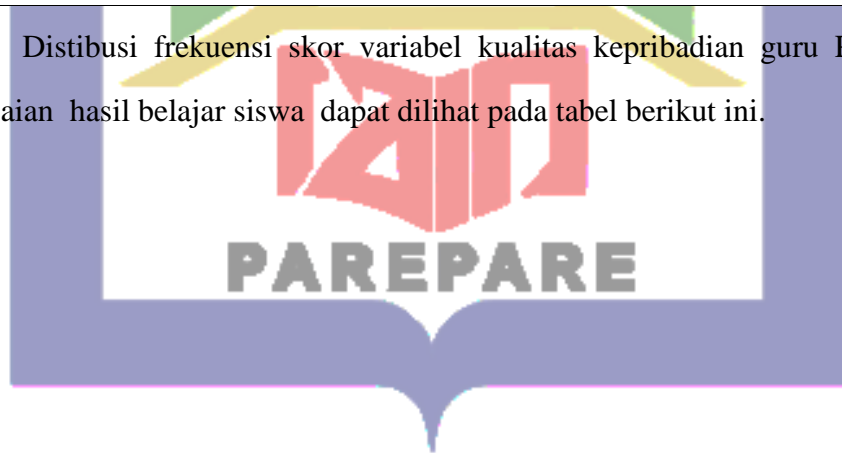 Distibusi frekuensi skor variabel kualitas kepribadian guru
aian hasil belajar siswa dapat dilihat pada tabel berikut ini.
PAREPARE